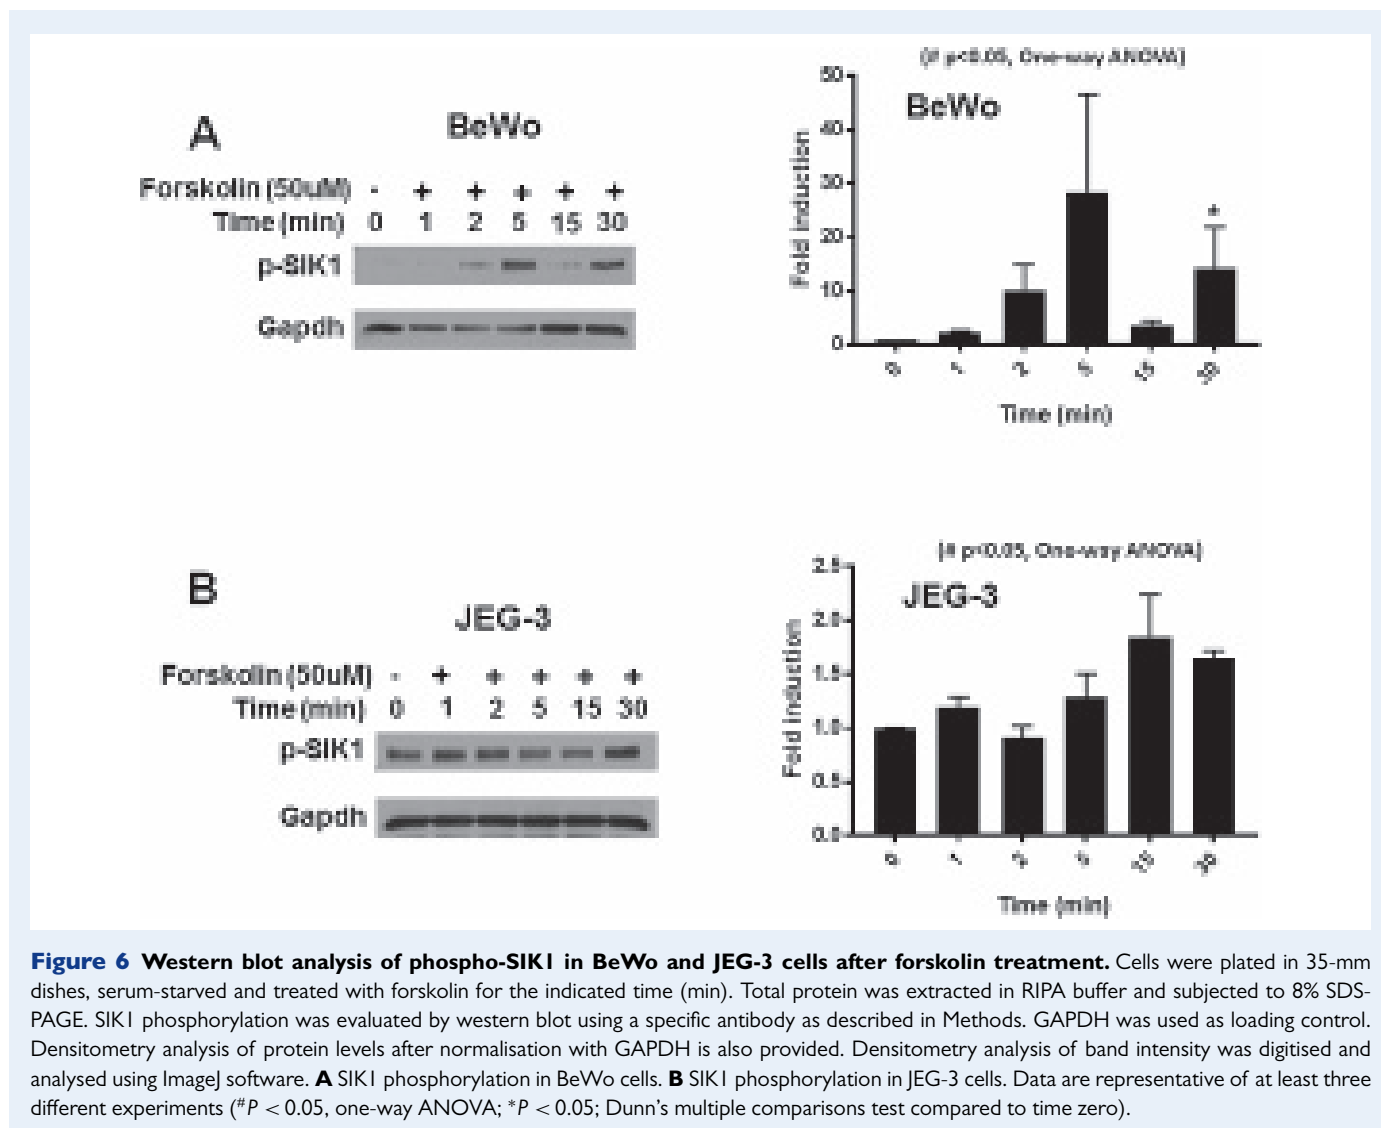 A
BeWo
Forskolin (50uM) - + + + + +
Time (min) 0 1 2 5 15 30
p-SIK1
Gapdh
(# p<0.05, One-way ANOVA)
BeWo
Fold induction
50
40
30
20
10
0
*
0 1 2 5 15 30
Time (min)
B
JEG-3
Forskolin (50uM) - + + + + +
Time (min) 0 1 2 5 15 30
p-SIK1
Gapdh
(# p<0.05, One-way ANOVA)
JEG-3
Fold induction
2.5
2.0
1.5
1.0
0.5
0.0
0 1 2 5 15 30
Time (min)
Figure 6 Western blot analysis of phospho-SIK1 in BeWo and JEG-3 cells after forskolin treatment. Cells were plated in 35-mm
dishes, serum-starved and treated with forskolin for the indicated time (min). Total protein was extracted in RIPA buffer and subjected to 8% SDS-
PAGE. SIK1 phosphorylation was evaluated by western blot using a specific antibody as described in Methods. GAPDH was used as loading control.
Densitometry analysis of protein levels after normalisation with GAPDH is also provided. Densitometry analysis of band intensity was digitised and
analysed using ImageJ software. A SIK1 phosphorylation in BeWo cells. B SIK1 phosphorylation in JEG-3 cells. Data are representative of at least three
different experiments (#P < 0.05, one-way ANOVA; *P < 0.05; Dunn's multiple comparisons test compared to time zero).